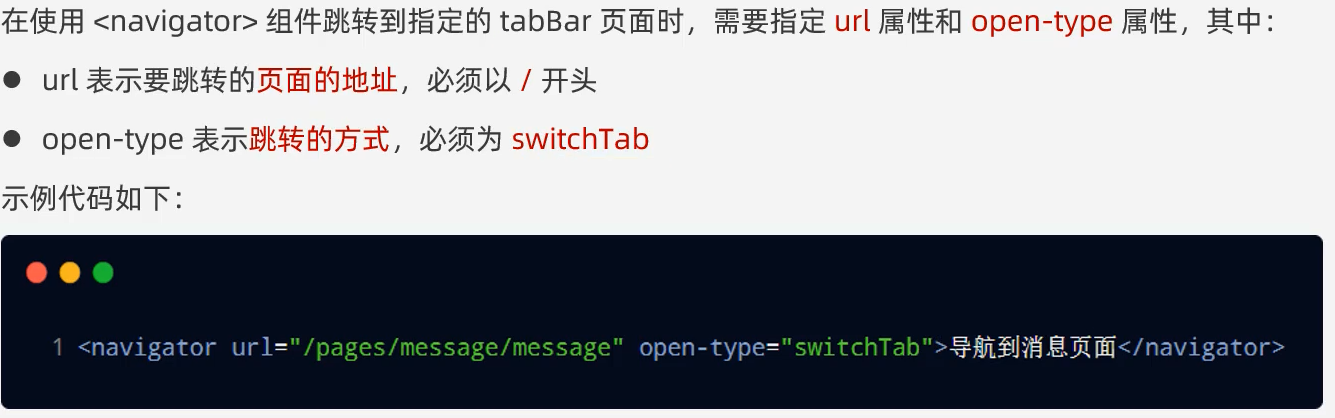 在使用 <navigator> 组件跳转到指定的 tabBar 页面时，需要指定 url 属性和 open-type 属性，其中：
● url 表示要跳转的页面的地址，必须以 / 开头
● open-type 表示跳转的方式，必须为 switchTab
示例代码如下：
1 <navigator url="/pages/message/message" open-type="switchTab">导航到消息页面</navigator>